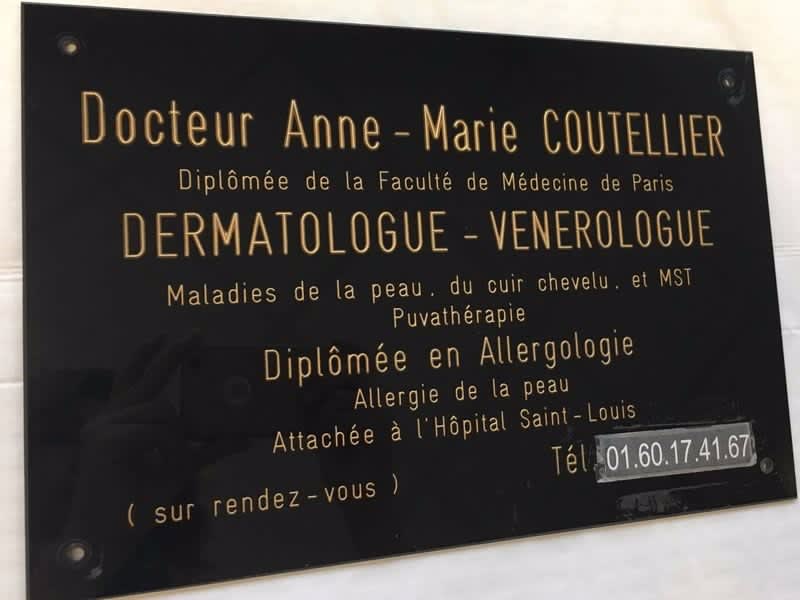 Docteur Anne-Marie COUTELLIER
Diplômée de la Faculté de Médecine de Paris
DERMATOLOGUE - VENEROLOGUE
Maladies de la peau, du cuir chevelu, et MST
Puvathérapie
Diplômée en Allergologie
Allergie de la peau
Attachée à l'Hôpital Saint-Louis
Tél. 01.60.17.41.67
( sur rendez-vous )